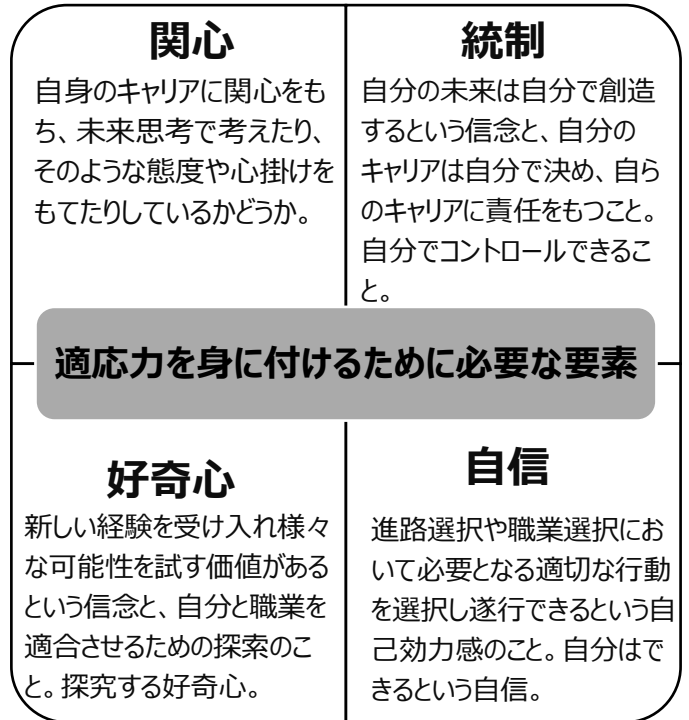 関心
自身のキャリアに関心をも
ち、未来思考で考えたり、
そのような態度や心掛けを
もてたりしているかどうか。
統制
自分の未来は自分で創造
するという信念と、自分の
キャリアは自分で決め、自ら
のキャリアに責任をもつこと。
自分でコントロールできるこ
と。
適応力を身に付けるために必要な要素
好奇心
新しい経験を受け入れ様々
な可能性を試す価値がある
という信念と、自分と職業を
適合させるための探索のこ
と。探究する好奇心。
自信
進路選択や職業選択にお
いて必要となる適切な行動
を選択し遂行できるという自
己効力感のこと。自分はで
きるという自信。